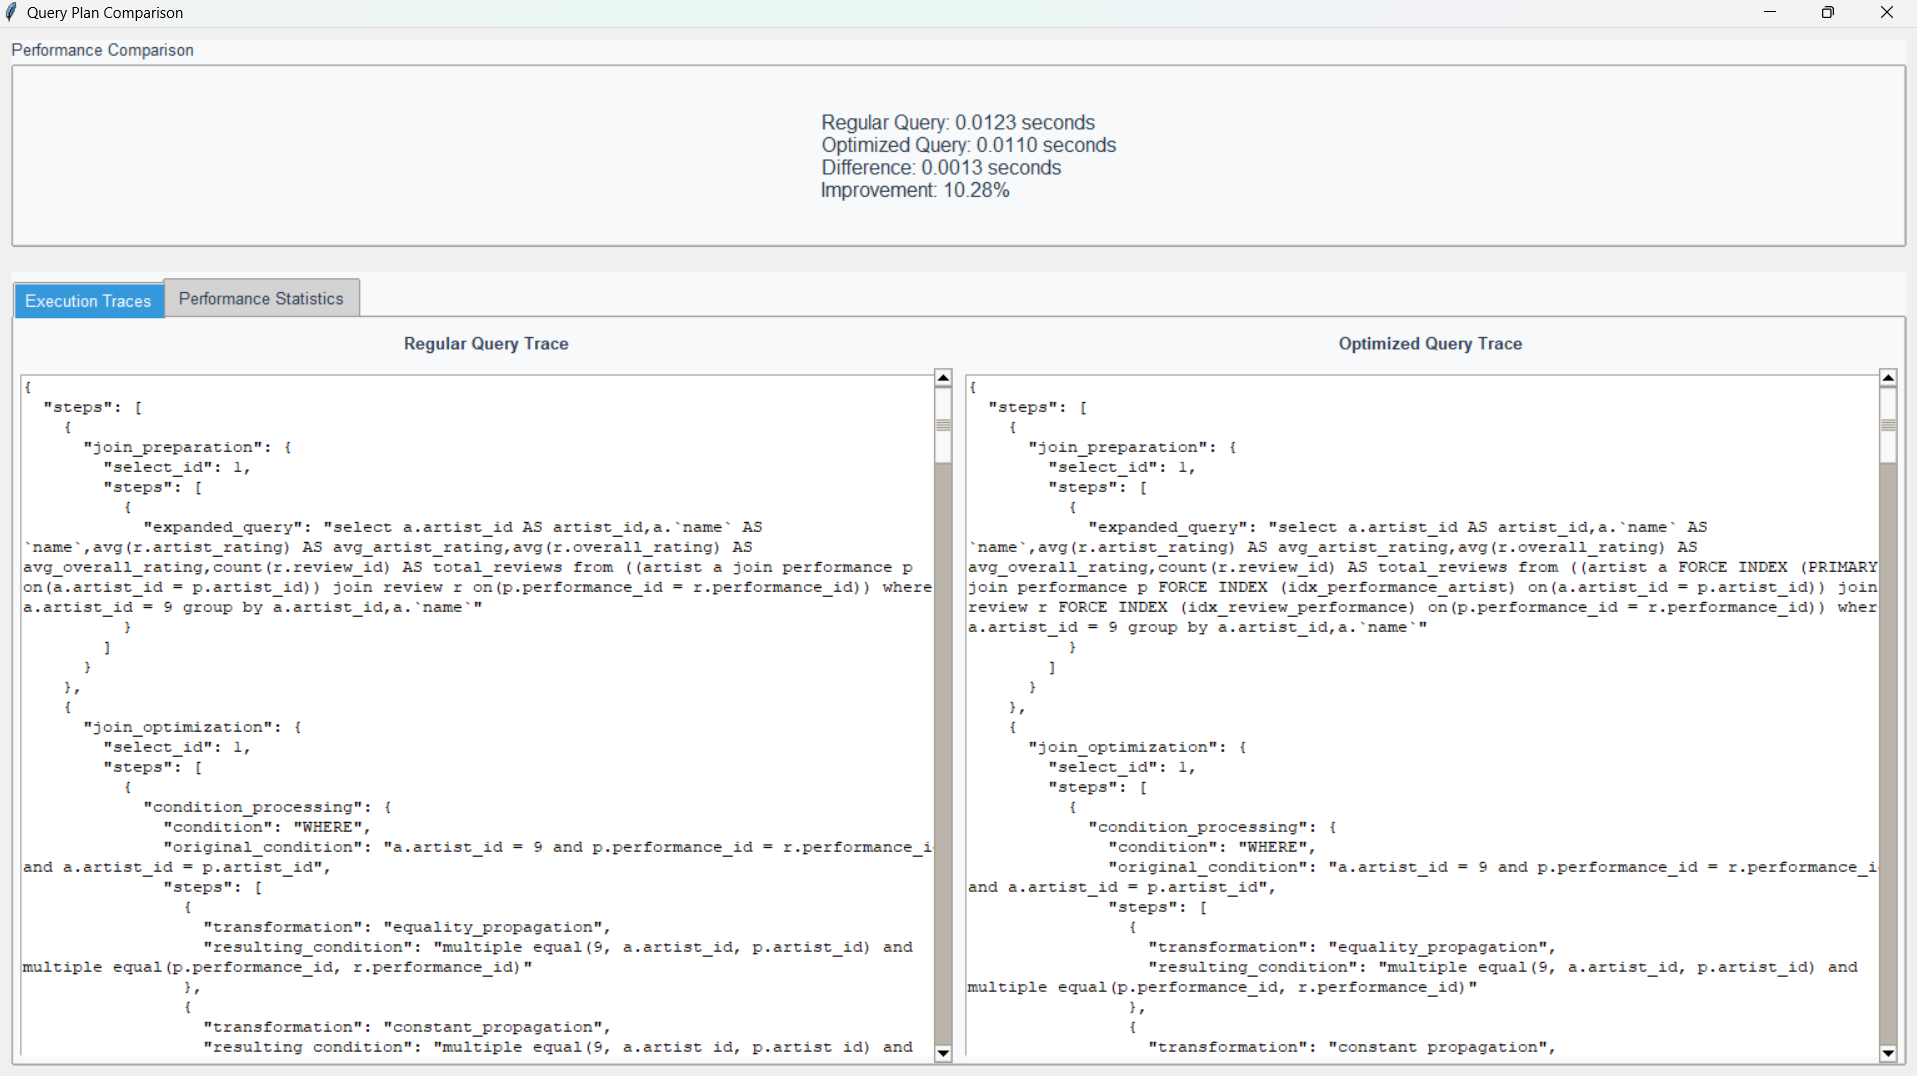 Query Plan Comparison
Performance Comparison
Regular Query: 0.0123 seconds
Optimized Query: 0.0110 seconds
Difference: 0.0013 seconds
Improvement: 10.28%
Execution Traces
Performance Statistics
Regular Query Trace
{
"steps": [
{
"join_preparation": {
"select_id": 1,
"steps": [
{
"expanded_query": "select a.artist_id AS artist_id,a.`name` AS
`name`,avg(r.artist_rating) AS avg_artist_rating,avg(r.overall_rating) AS
avg_overall_rating,count(r.review_id) AS total_reviews from ((artist a join performance p
on(a.artist_id = p.artist_id)) join review r on(p.performance_id = r.performance_id)) where
a.artist_id = 9 group by a.artist_id,a.`name`"
}
]
}
},
{
"join_optimization": {
"select_id": 1,
"steps": [
{
"condition_processing": {
"condition": "WHERE",
"original_condition": "a.artist_id = 9 and p.performance_id = r.performance_i
and a.artist_id = p.artist_id",
"steps": [
{
"transformation": "equality_propagation",
"resulting_condition": "multiple equal(9, a.artist_id, p.artist_id) and
multiple equal(p.performance_id, r.performance_id)"
},
{
"transformation": "constant_propagation",
"resulting_condition": "multiple equal(9, a.artist_id, p.artist_id) and
Optimized Query Trace
{
"steps": [
{
"join_preparation": {
"select_id": 1,
"steps": [
{
"expanded_query": "select a.artist_id AS artist_id,a.`name` AS
`name`,avg(r.artist_rating) AS avg_artist_rating,avg(r.overall_rating) AS
avg_overall_rating,count(r.review_id) AS total_reviews from ((artist a FORCE INDEX (PRIMARY
join performance p FORCE INDEX (idx_performance_artist) on(a.artist_id = p.artist_id)) join
review r FORCE INDEX (idx_review_performance) on(p.performance_id = r.performance_id)) wher
a.artist_id = 9 group by a.artist_id,a.`name`"
}
]
}
},
{
"join_optimization": {
"select_id": 1,
"steps": [
{
"condition_processing": {
"condition": "WHERE",
"original_condition": "a.artist_id = 9 and p.performance_id = r.performance_i
and a.artist_id = p.artist_id",
"steps": [
{
"transformation": "equality_propagation",
"resulting_condition": "multiple equal(9, a.artist_id, p.artist_id) and
multiple equal(p.performance_id, r.performance_id)"
},
{
"transformation": "constant_propagation",